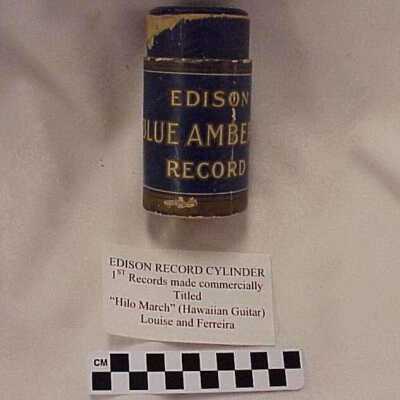 EDISON
BLUE AMBE
RECORD
EDISON RECORD CYLINDER
1ST Records made commercially
Titled
“Hilo March” (Hawaiian Guitar)
Louise and Ferreira
CM